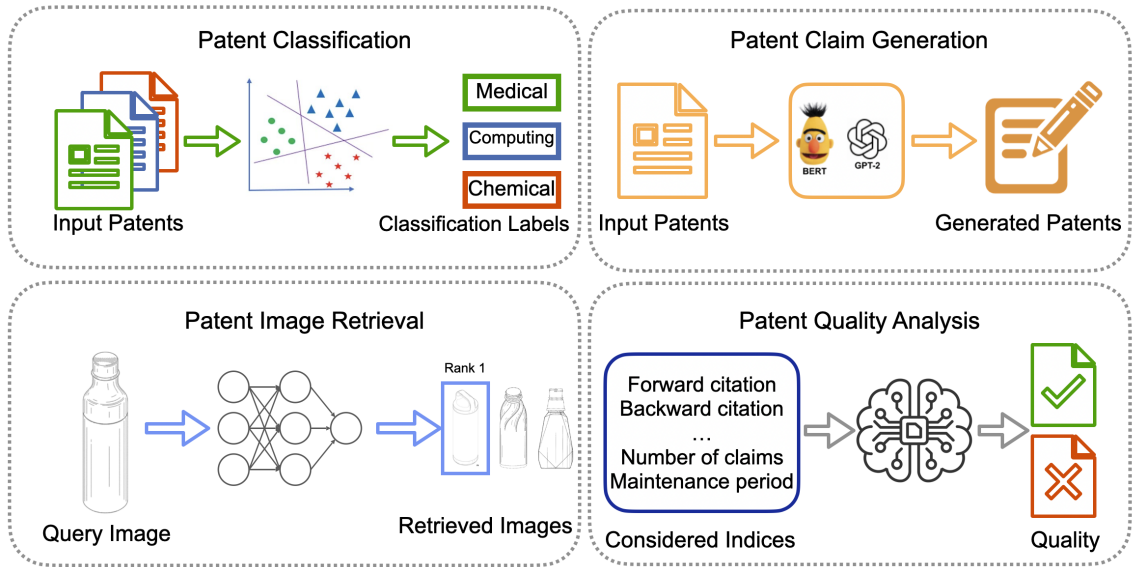 Patent Classification
Medical
Computing
Chemical
Input Patents
Classification Labels
Patent Claim Generation
BERT
GPT-2
Input Patents
Generated Patents
Patent Image Retrieval
Rank 1
Query Image
Retrieved Images
Patent Quality Analysis
Forward citation
Backward citation
...
Number of claims
Maintenance period
Considered Indices
Quality